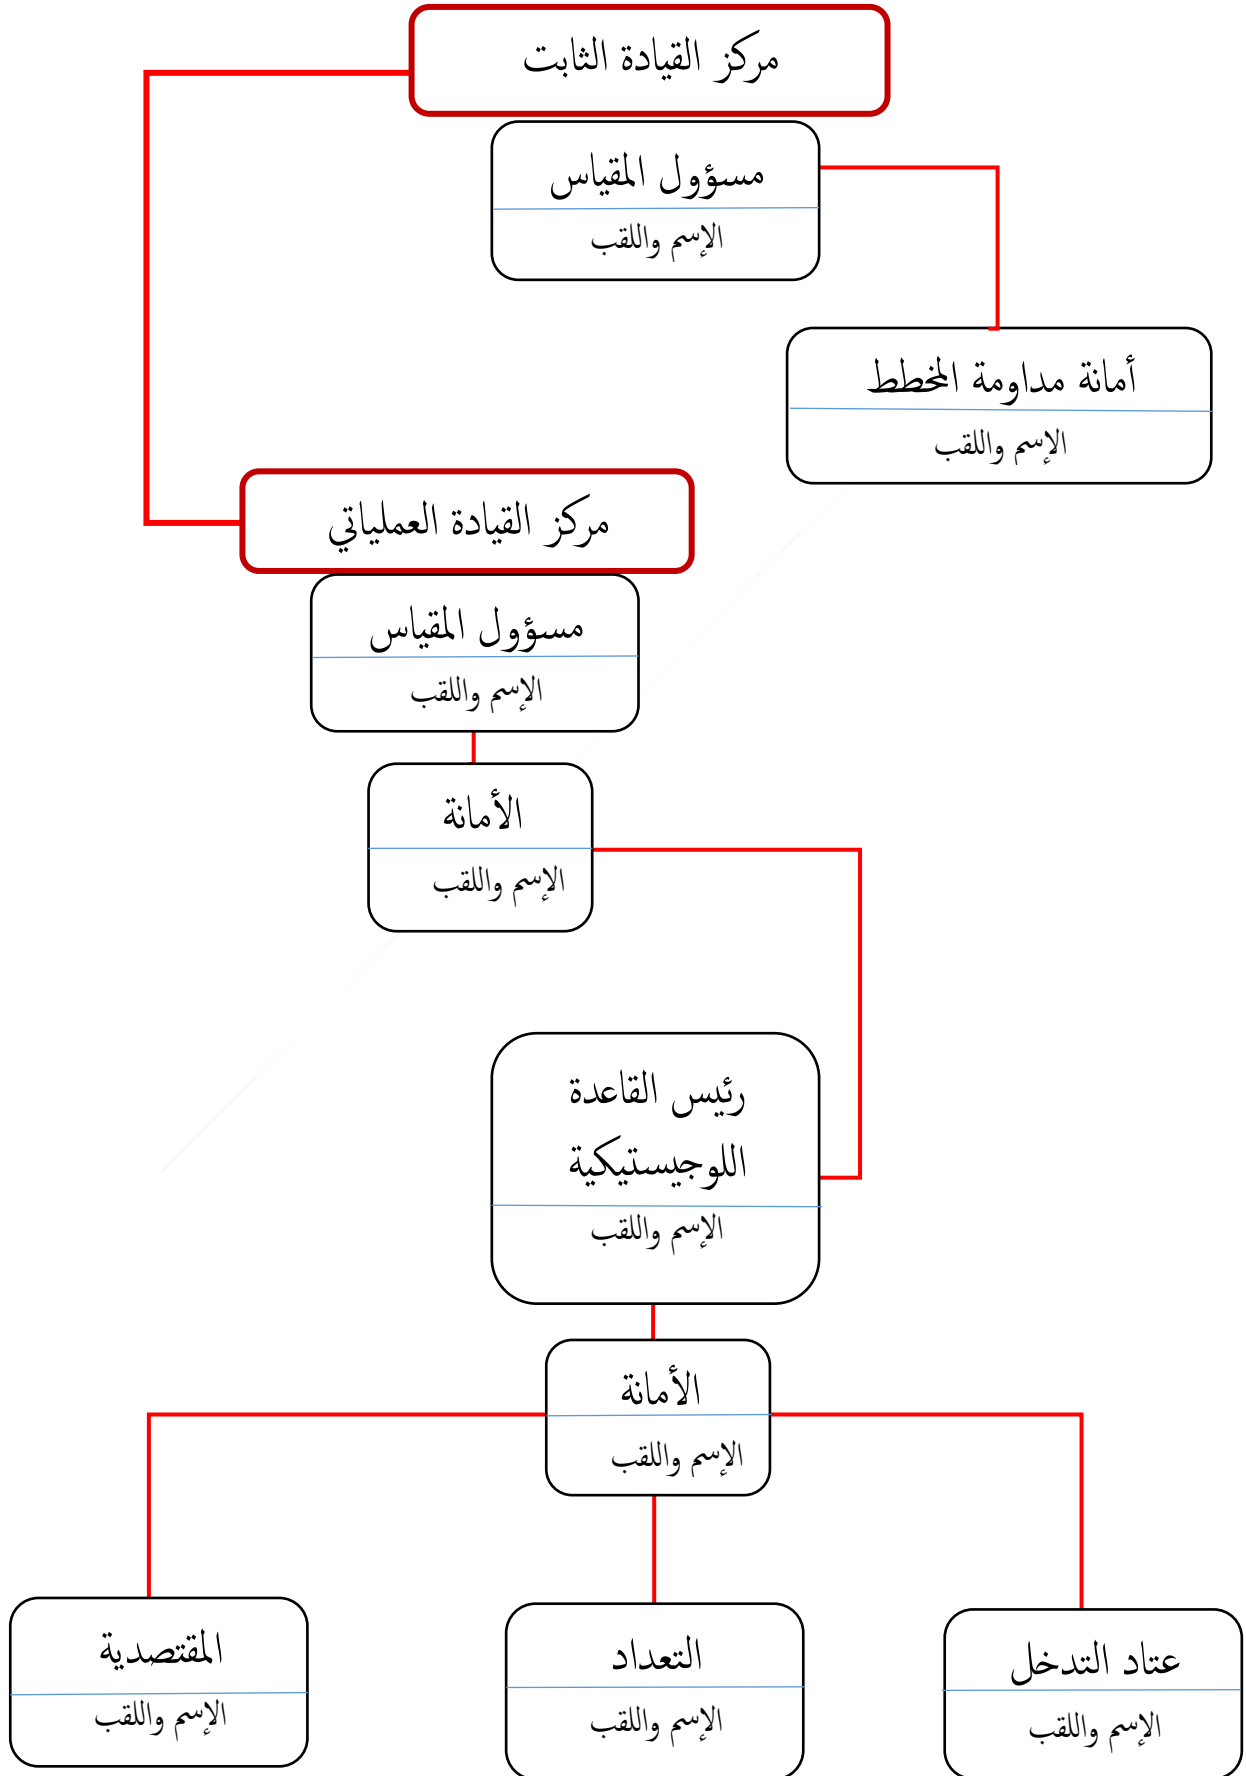 مركز القيادة الثابت
مسؤول المقياس
الإسم واللقب
أمانة مداومة المخطط
الإسم واللقب
مركز القيادة العملياتي
مسؤول المقياس
الإسم واللقب
الأمانة
الإسم واللقب
رئيس القاعدة
اللوجيستيكية
الإسم واللقب
الأمانة
الإسم واللقب
عتاد التدخل
الإسم واللقب
التعداد
الإسم واللقب
المقتصدية
الإسم واللقب